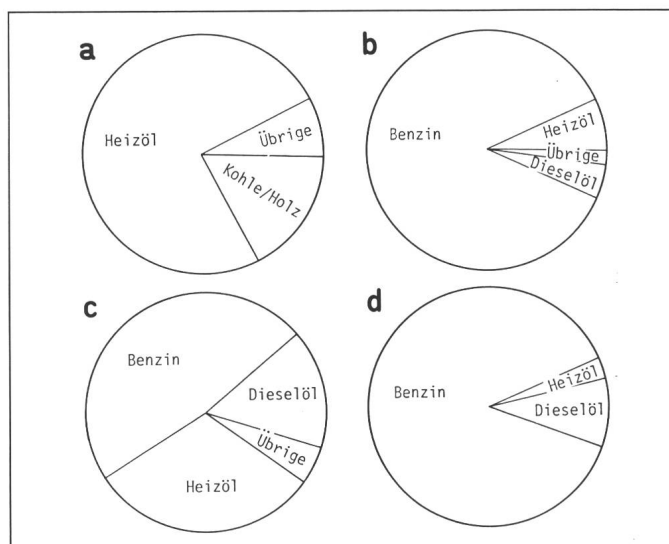 a
Heizöl
Übrige
Kohle/Holz
b
Benzin
Heizöl
Übrige
Dieselöl
c
Benzin
Dieselöl
Übrige
Heizöl
d
Benzin
Heizöl
Dieselöl